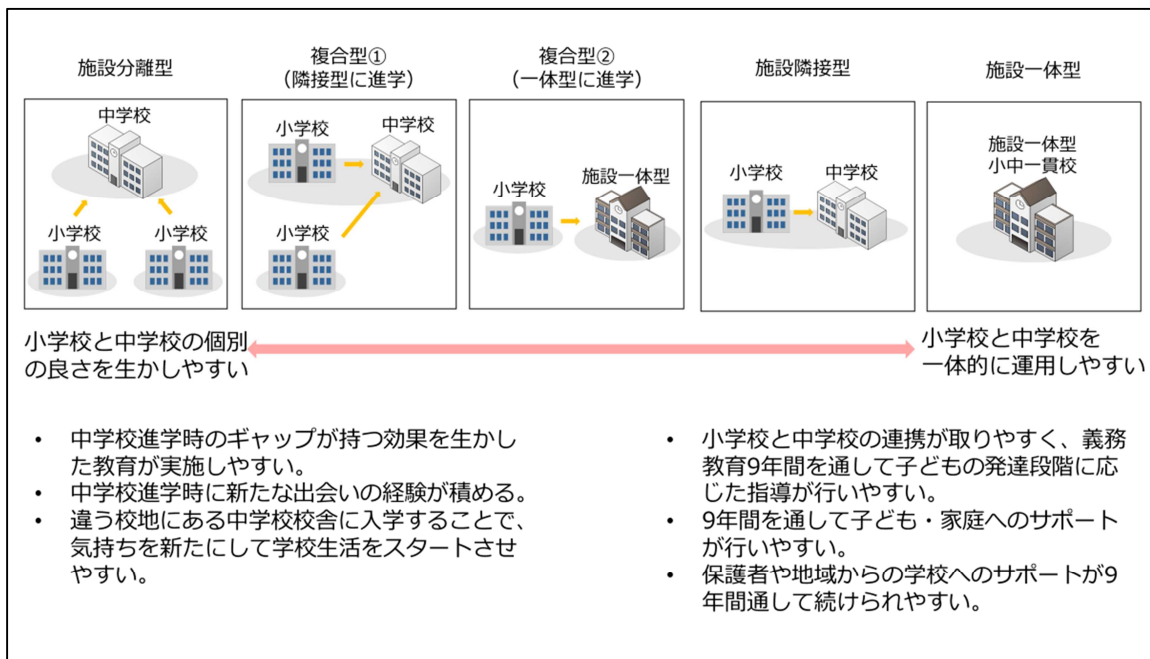 施設分離型
中学校
小学校
小学校
複合型①
（隣接型に進学）
小学校
中学校
小学校
複合型②
（一体型に進学）
小学校
施設一体型
施設隣接型
小学校
中学校
施設一体型
施設一体型
小中一貫校
小学校と中学校の個別
の良さを生かしやすい
小学校と中学校を
一体的に運用しやすい
• 中学校進学時のギャップが持つ効果を生かし
た教育が実施しやすい。
• 中学校進学時に新たな出会いの経験が積める。
• 違う校地にある中学校校舎に入学することで、
気持ちを新たにして学校生活をスタートさせ
やすい。
• 小学校と中学校の連携が取りやすく、義務
教育9年間を通して子どもの発達段階に応
じた指導が行いやすい。
• 9年間を通して子ども・家庭へのサポート
が行いやすい。
• 保護者や地域からの学校へのサポートが9
年間通して続けられやすい。